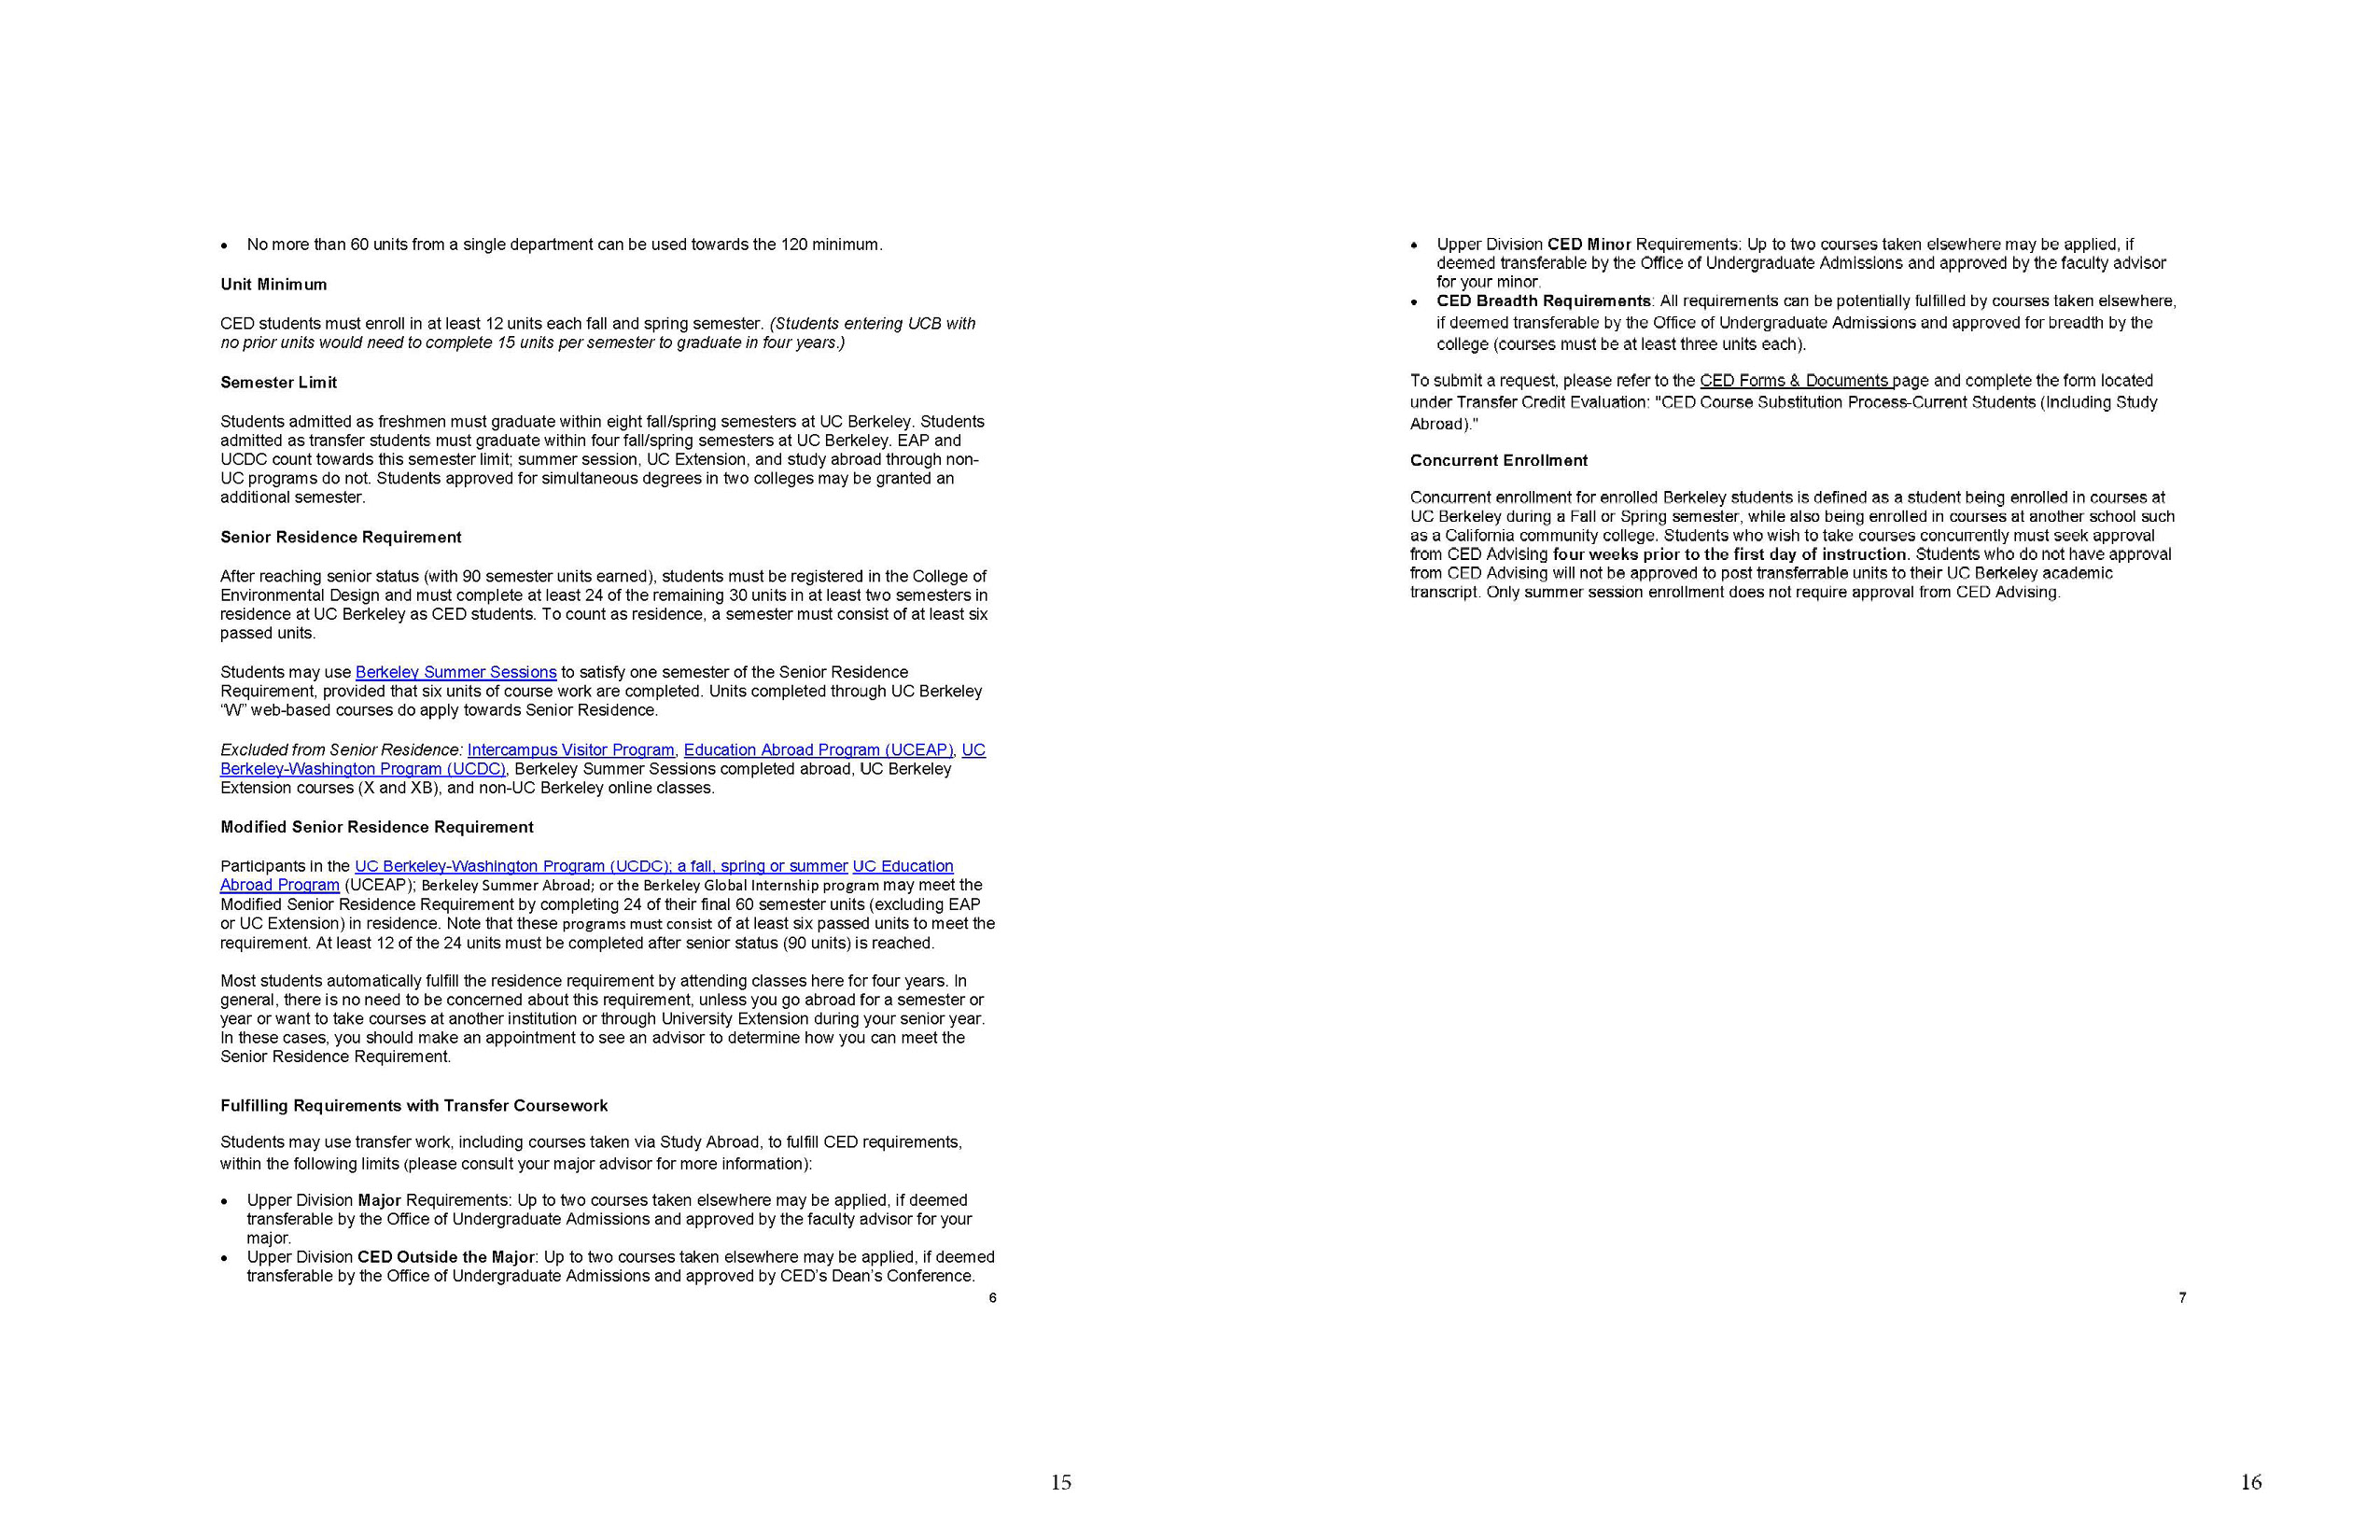 • No more than 60 units from a single department can be used towards the 120 minimum.
Unit Minimum
CED students must enroll in at least 12 units each fall and spring semester. (Students entering UCB with
no prior units would need to complete 15 units per semester to graduate in four years.)
Semester Limit
Students admitted as freshmen must graduate within eight fall/spring semesters at UC Berkeley. Students
admitted as transfer students must graduate within four fall/spring semesters at UC Berkeley. EAP and
UCDC count towards this semester limit; summer session, UC Extension, and study abroad through non-
UC programs do not. Students approved for simultaneous degrees in two colleges may be granted an
additional semester.
Senior Residence Requirement
After reaching senior status (with 90 semester units earned), students must be registered in the College of
Environmental Design and must complete at least 24 of the remaining 30 units in at least two semesters in
residence at UC Berkeley as CED students. To count as residence, a semester must consist of at least six
passed units.
Students may use Berkeley Summer Sessions to satisfy one semester of the Senior Residence
Requirement, provided that six units of course work are completed. Units completed through UC Berkeley
“W” web-based courses do apply towards Senior Residence.
Excluded from Senior Residence: Intercampus Visitor Program, Education Abroad Program (UCEAP), UC
Berkeley-Washington Program (UCDC), Berkeley Summer Sessions completed abroad, UC Berkeley
Extension courses (X and XB), and non-UC Berkeley online classes.
Modified Senior Residence Requirement
Participants in the UC Berkeley-Washington Program (UCDC); a fall, spring or summer UC Education
Abroad Program (UCEAP); Berkeley Summer Abroad; or the Berkeley Global Internship program may meet the
Modified Senior Residence Requirement by completing 24 of their final 60 semester units (excluding EAP
or UC Extension) in residence. Note that these programs must consist of at least six passed units to meet the
requirement. At least 12 of the 24 units must be completed after senior status (90 units) is reached.
Most students automatically fulfill the residence requirement by attending classes here for four years. In
general, there is no need to be concerned about this requirement, unless you go abroad for a semester or
year or want to take courses at another institution or through University Extension during your senior year.
In these cases, you should make an appointment to see an advisor to determine how you can meet the
Senior Residence Requirement.
Fulfilling Requirements with Transfer Coursework
Students may use transfer work, including courses taken via Study Abroad, to fulfill CED requirements,
within the following limits (please consult your major advisor for more information):
• Upper Division Major Requirements: Up to two courses taken elsewhere may be applied, if deemed
transferable by the Office of Undergraduate Admissions and approved by the faculty advisor for your
major.
• Upper Division CED Outside the Major: Up to two courses taken elsewhere may be applied, if deemed
transferable by the Office of Undergraduate Admissions and approved by CED’s Dean’s Conference.
6
15
• Upper Division CED Minor Requirements: Up to two courses taken elsewhere may be applied, if
deemed transferable by the Office of Undergraduate Admissions and approved by the faculty advisor
for your minor.
• CED Breadth Requirements: All requirements can be potentially fulfilled by courses taken elsewhere,
if deemed transferable by the Office of Undergraduate Admissions and approved for breadth by the
college (courses must be at least three units each).
To submit a request, please refer to the CED Forms & Documents page and complete the form located
under Transfer Credit Evaluation: "CED Course Substitution Process-Current Students (Including Study
Abroad)."
Concurrent Enrollment
Concurrent enrollment for enrolled Berkeley students is defined as a student being enrolled in courses at
UC Berkeley during a Fall or Spring semester, while also being enrolled in courses at another school such
as a California community college. Students who wish to take courses concurrently must seek approval
from CED Advising four weeks prior to the first day of instruction. Students who do not have approval
from CED Advising will not be approved to post transferrable units to their UC Berkeley academic
transcript. Only summer session enrollment does not require approval from CED Advising.
7
16